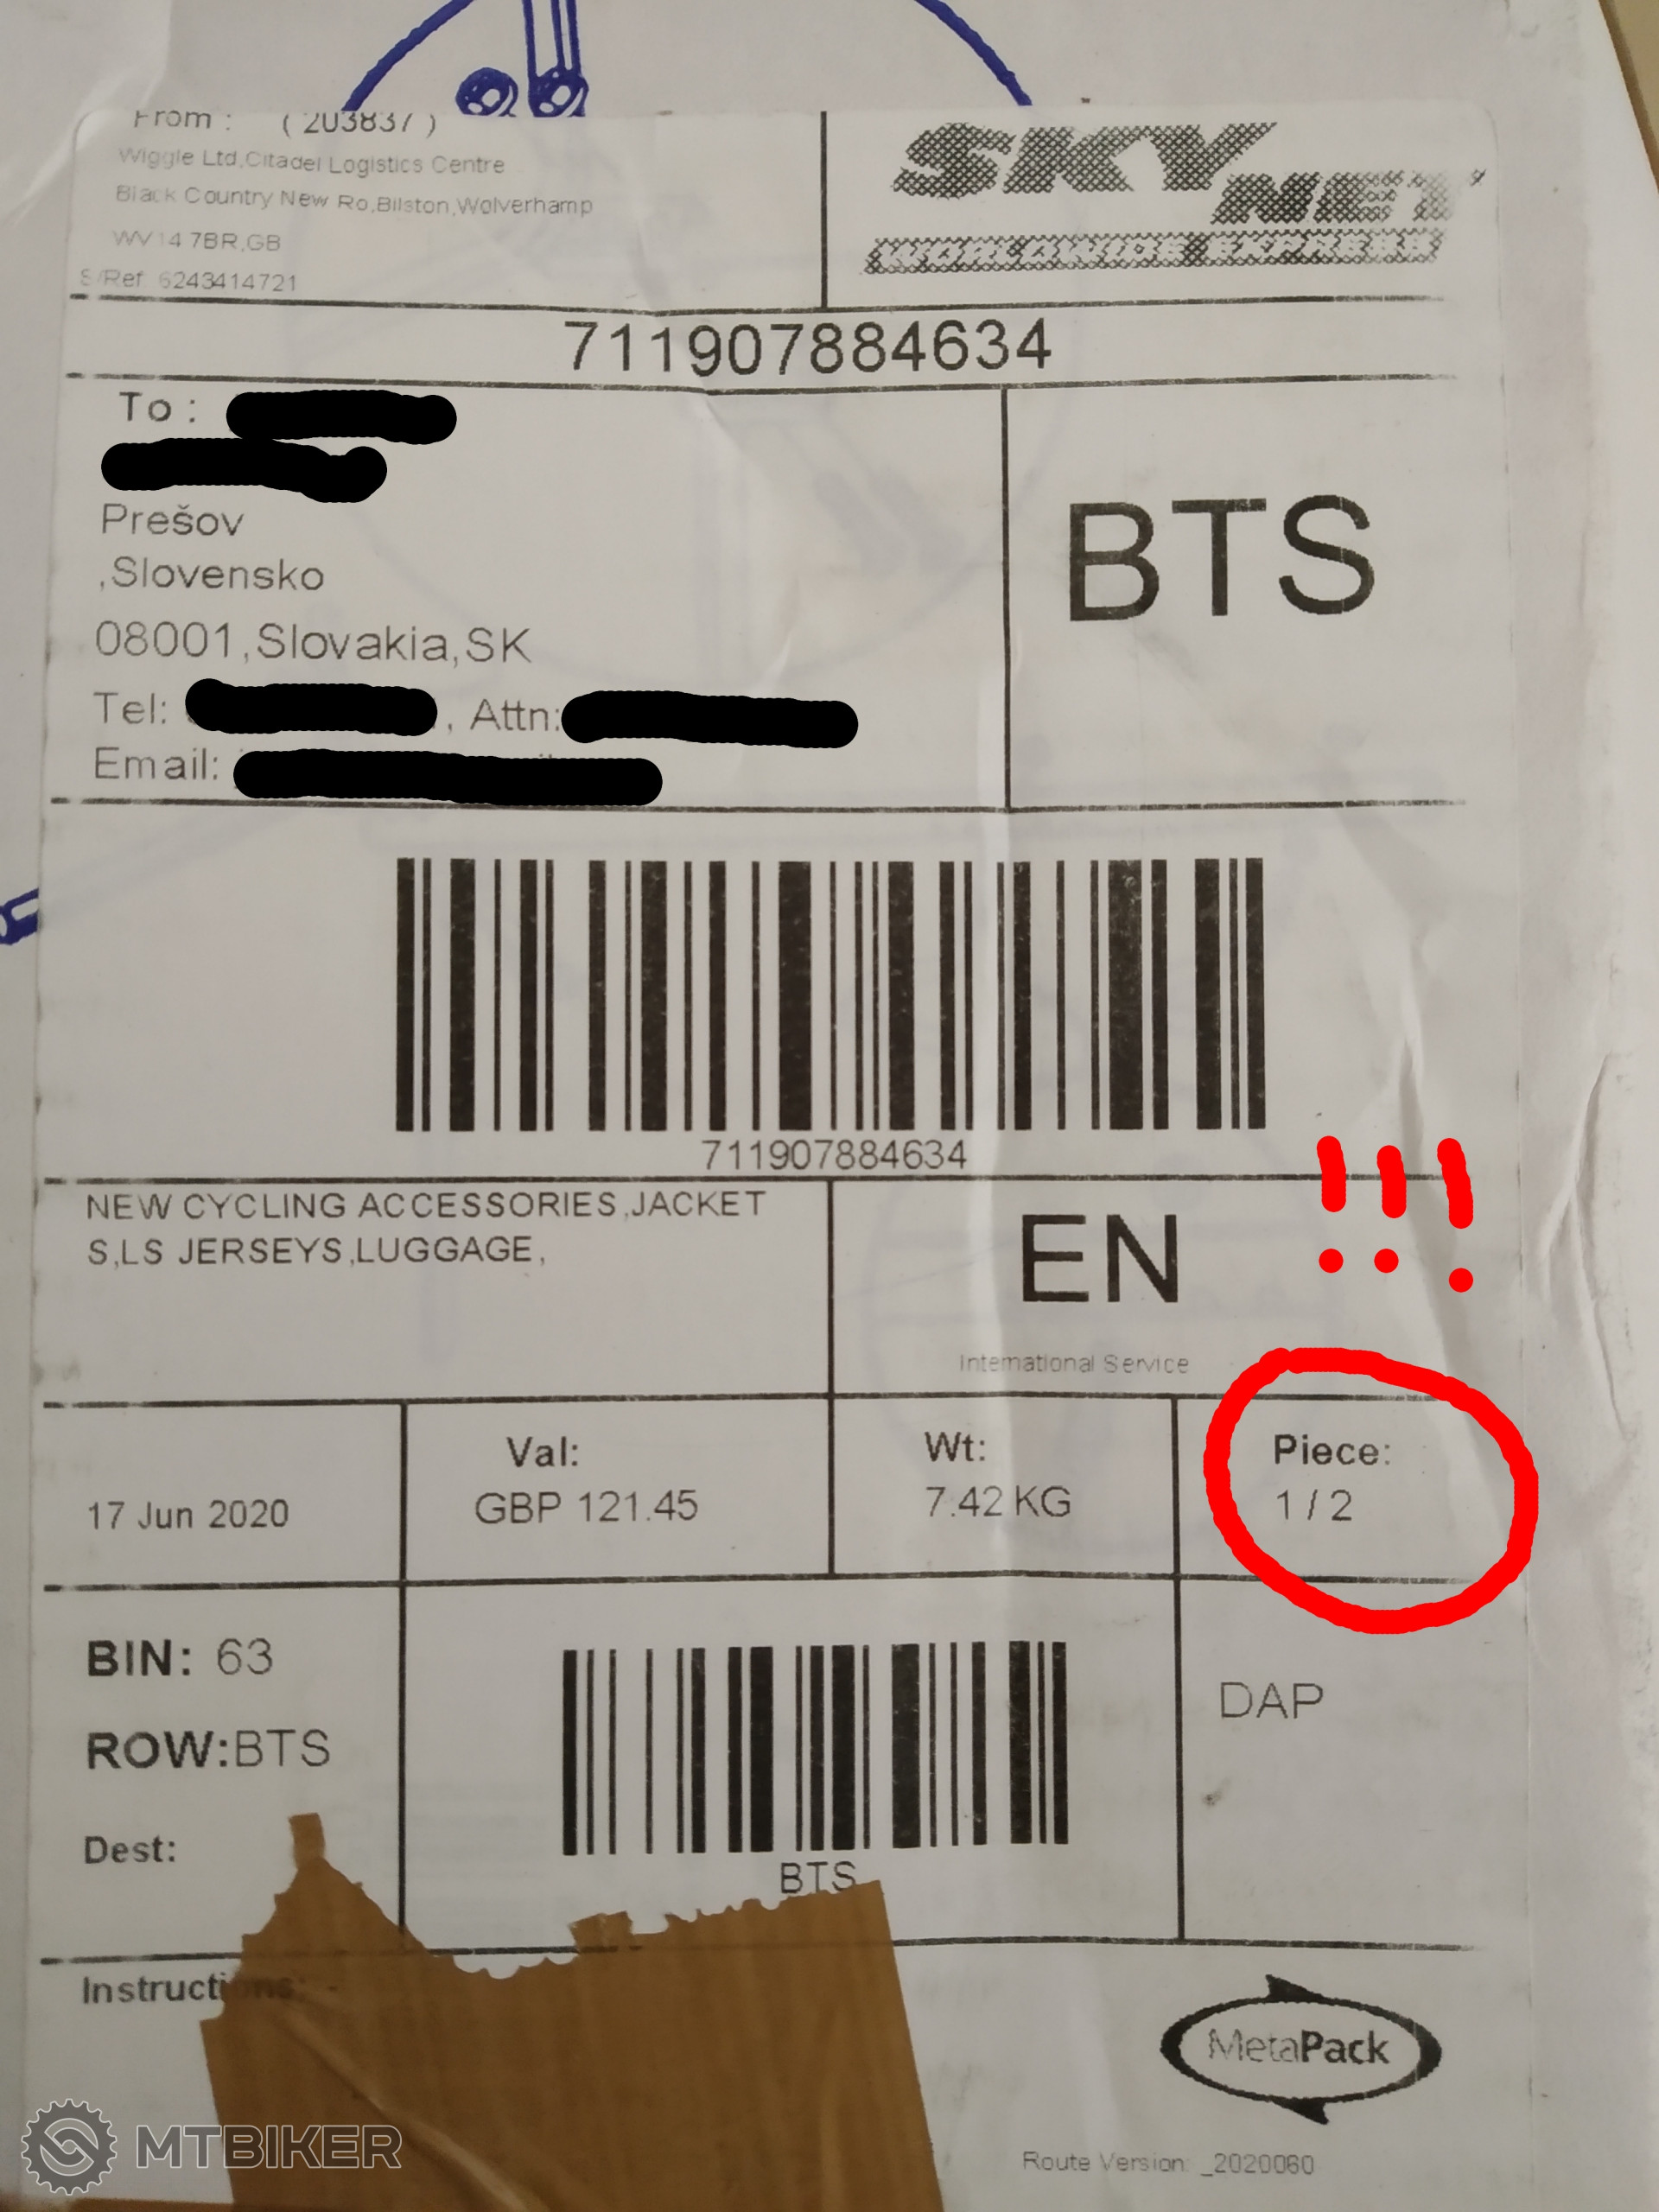 From : ( 203837 )
Wiggle Ltd,Citadel Logistics Centre
Black Country New Ro,Bilston,Wolverhamp
WV14 7BR,GB
S/Ref: 6243414721
SKYNET
WORLDWIDE EXPRESS
711907884634
To :
Prešov
,Slovensko
08001,Slovakia,SK
Tel: , Attn:
Email:
BTS
711907884634
NEW CYCLING ACCESSORIES,JACKET
S,LS JERSEYS,LUGGAGE,
EN
International Service
!!!
17 Jun 2020
Val:
GBP 121.45
Wt:
7.42 KG
Piece:
1 / 2
BIN: 63
ROW:BTS
Dest:
BTS
DAP
Instructions: -
MetaPack
Route Version: _2020060
MTBIKER